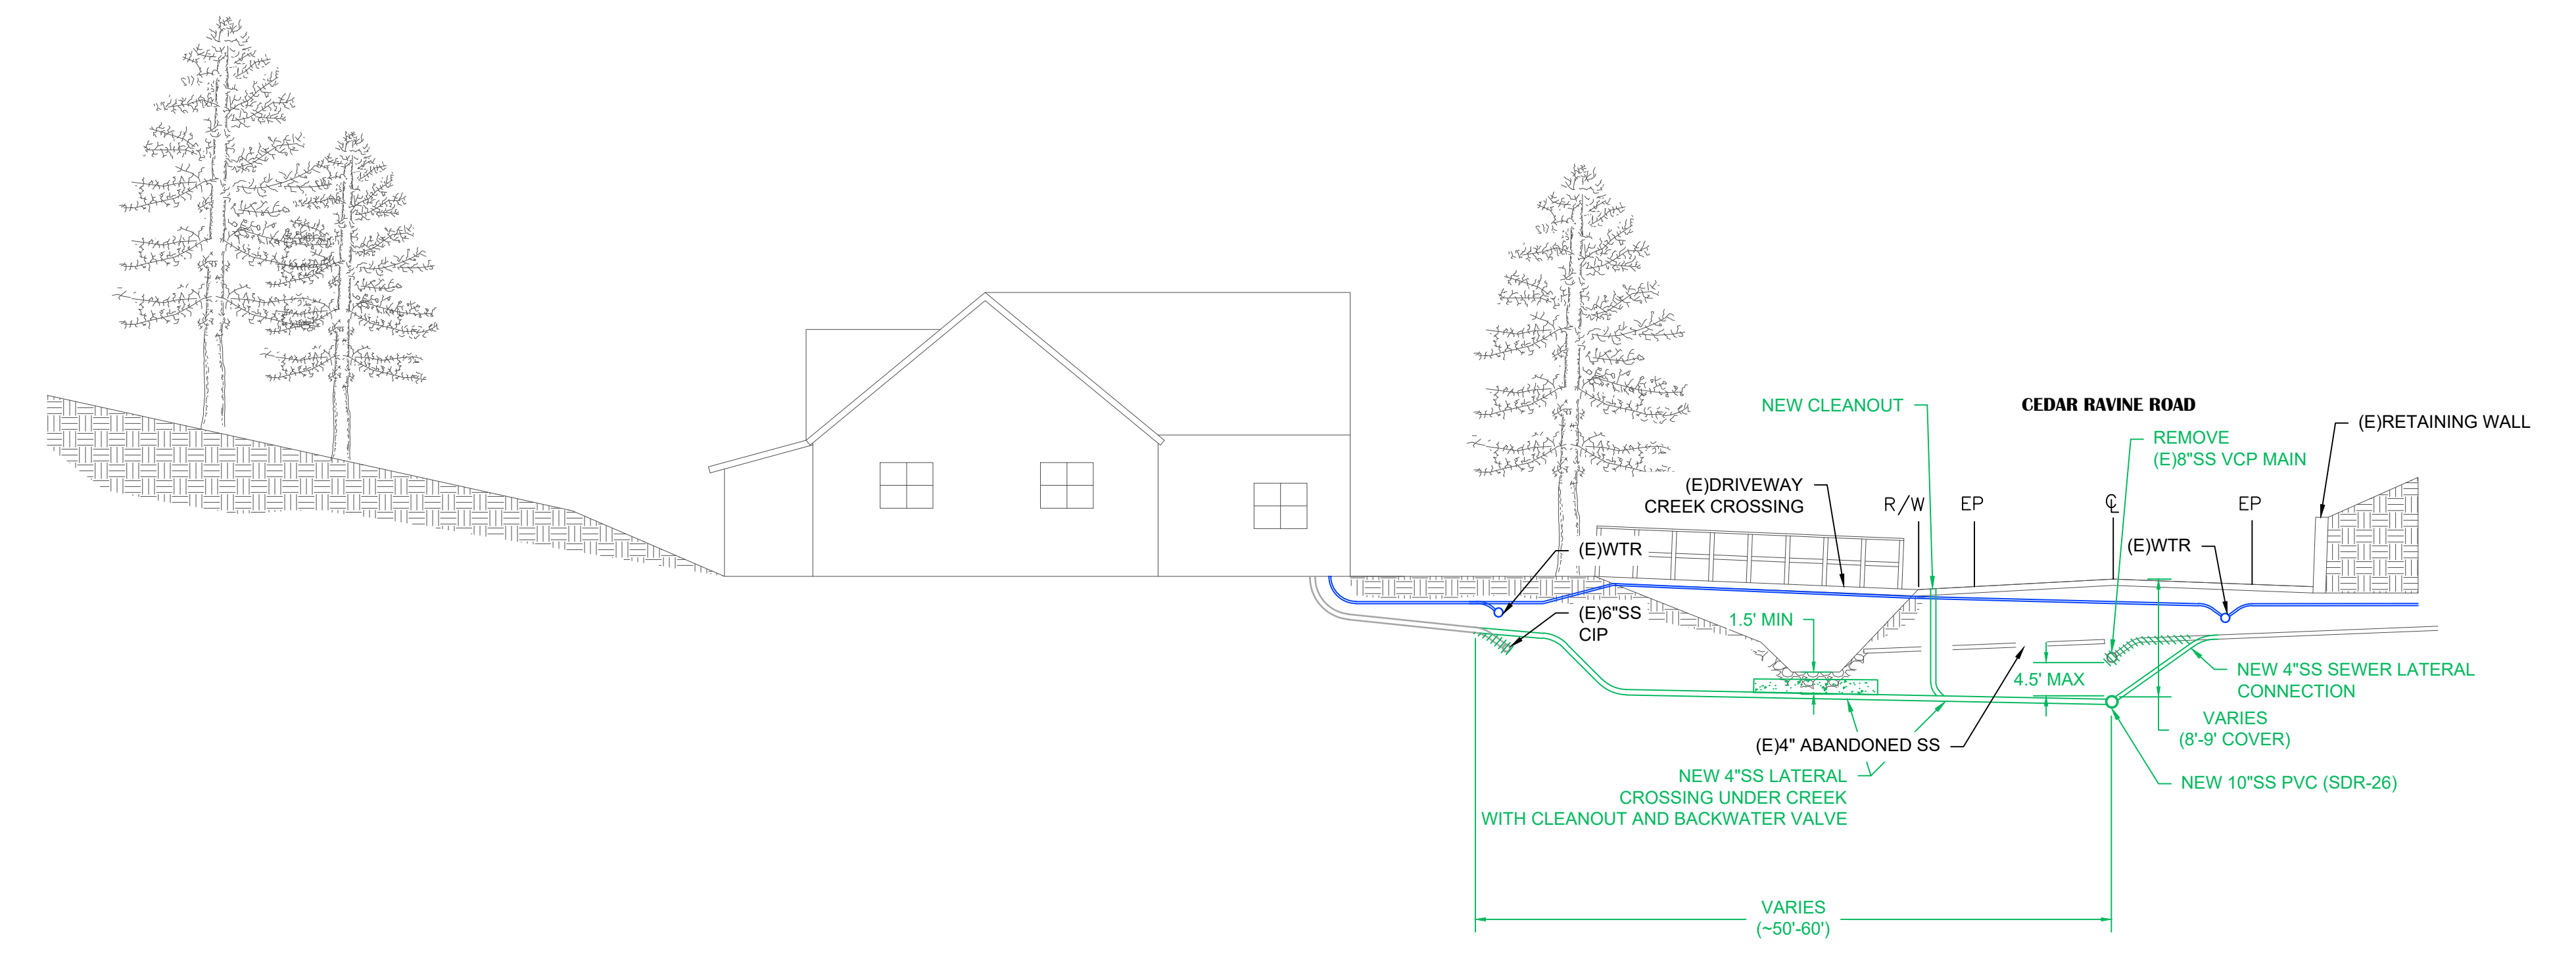 NEW CLEANOUT
CEDAR RAVINE ROAD
(E)RETAINING WALL
REMOVE
(E)8"SS VCP MAIN
(E)DRIVEWAY
CREEK CROSSING
R/W
EP
℄
EP
(E)WTR
(E)WTR
(E)6"SS
CIP
1.5' MIN
4.5' MAX
NEW 4"SS SEWER LATERAL
CONNECTION
VARIES
(8'-9' COVER)
(E)4" ABANDONED SS
NEW 4"SS LATERAL
CROSSING UNDER CREEK
WITH CLEANOUT AND BACKWATER VALVE
NEW 10"SS PVC (SDR-26)
VARIES
(~50'-60')